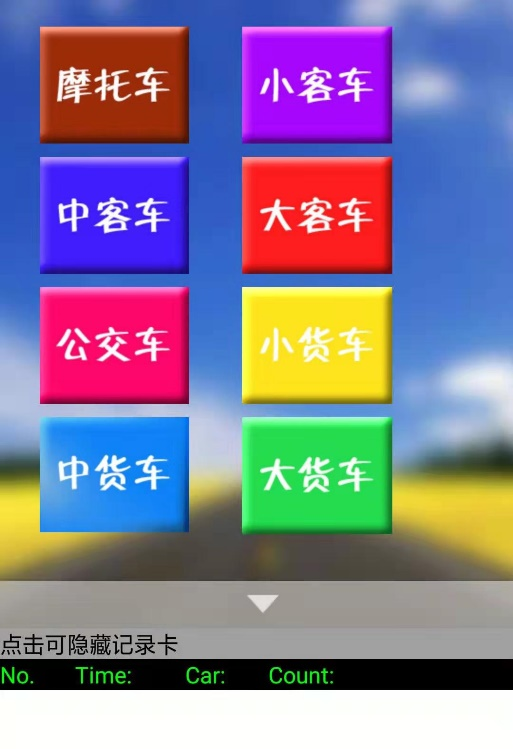 摩托车 小客车
中客车 大客车
公交车 小货车
中货车 大货车
点击可隐藏记录卡
No. Time: Car: Count: